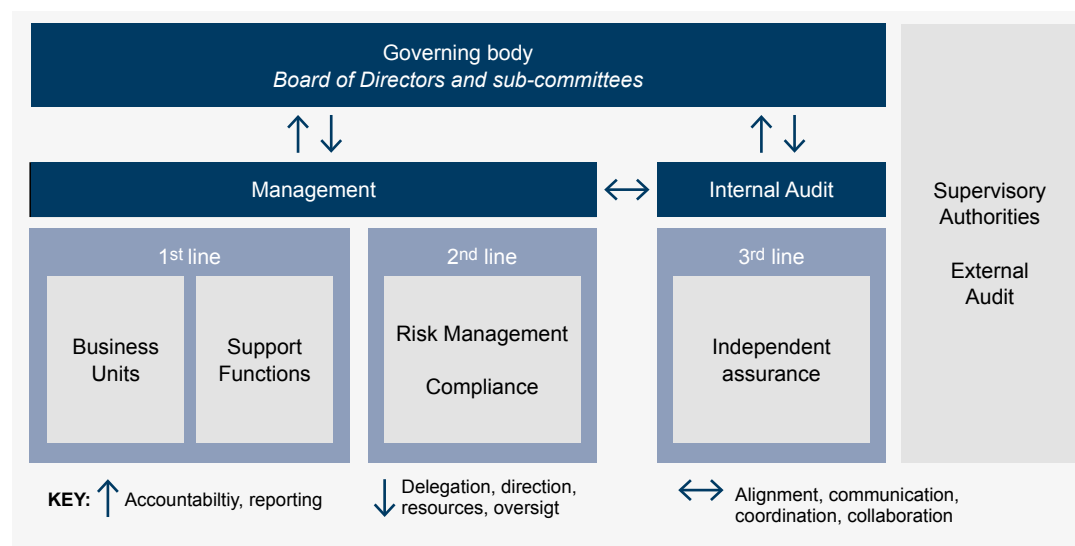 Governing body
Board of Directors and sub-committees
Management
Internal Audit
1st line
2nd line
3rd line
Business
Units
Support
Functions
Risk Management
Compliance
Independent
assurance
Supervisory
Authorities
External
Audit
KEY:
Accountabiltiy, reporting
Delegation, direction,
resources, oversigt
Alignment, communication,
coordination, collaboration